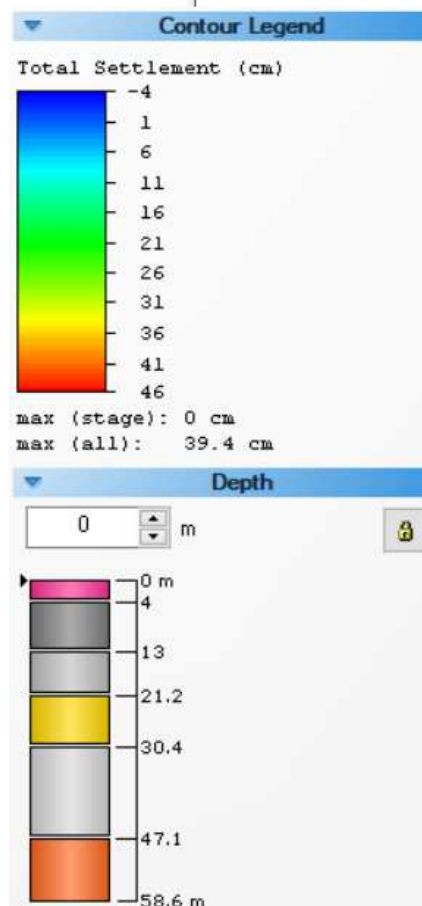 Contour Legend
Total Settlement (cm)
-4
1
6
11
16
21
26
31
36
41
46
max (stage): 0 cm
max (all): 39.4 cm
Depth
0 m
0 m
4
13
21.2
30.4
47.1
58.6 m